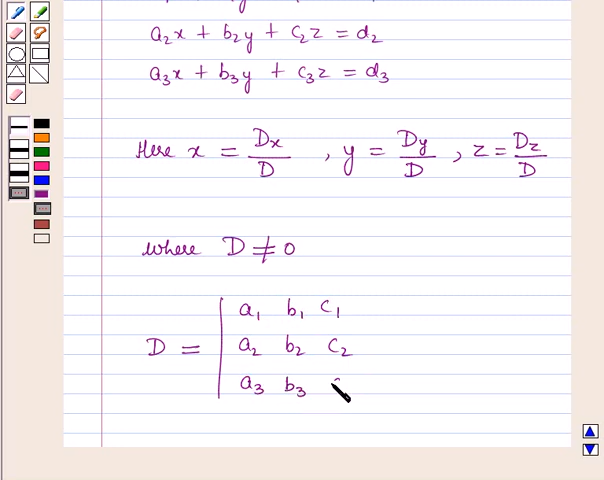 a₂x + b₂y + c₂z = d₂
a₃x + b₃y + c₃z = d₃
Here x = Dx/D , y = Dy/D , z = Dz/D
where D ≠ 0
D = | a₁ b₁ c₁
a₂ b₂ c₂
a₃ b₃